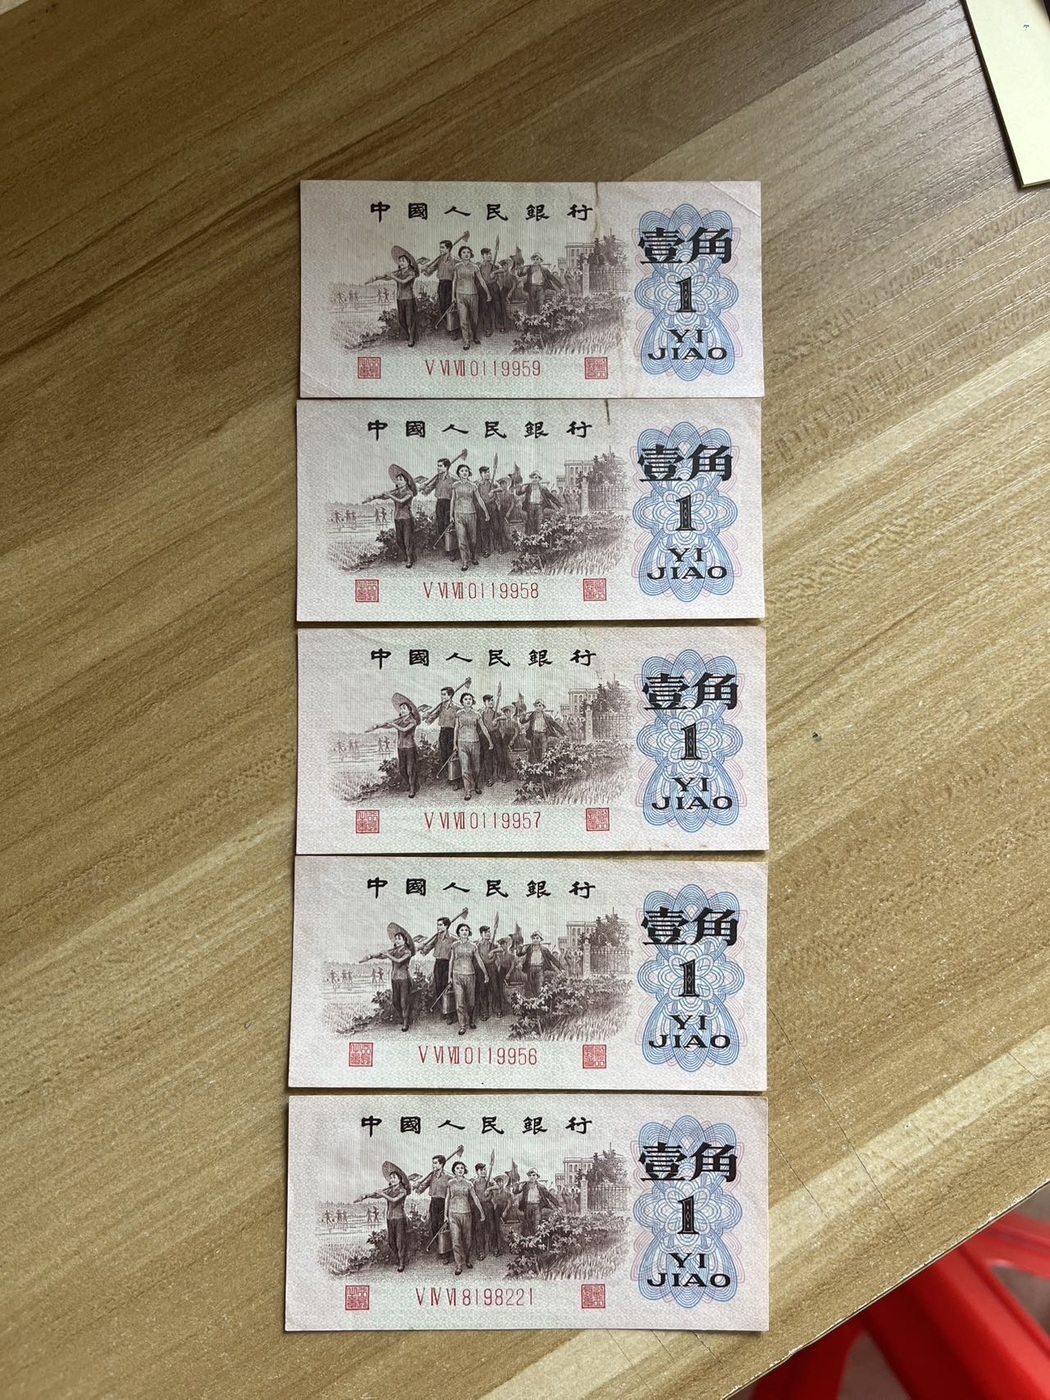 中國人民銀行
壹角
1
YI
JIAO
Ⅴ Ⅵ Ⅶ 0119959
中國人民銀行
壹角
1
YI
JIAO
Ⅴ Ⅵ Ⅶ 0119958
中國人民銀行
壹角
1
YI
JIAO
Ⅴ Ⅵ Ⅶ 0119957
中國人民銀行
壹角
1
YI
JIAO
Ⅴ Ⅵ Ⅶ 0119956
中國人民銀行
壹角
1
YI
JIAO
Ⅴ Ⅳ Ⅵ 8198221